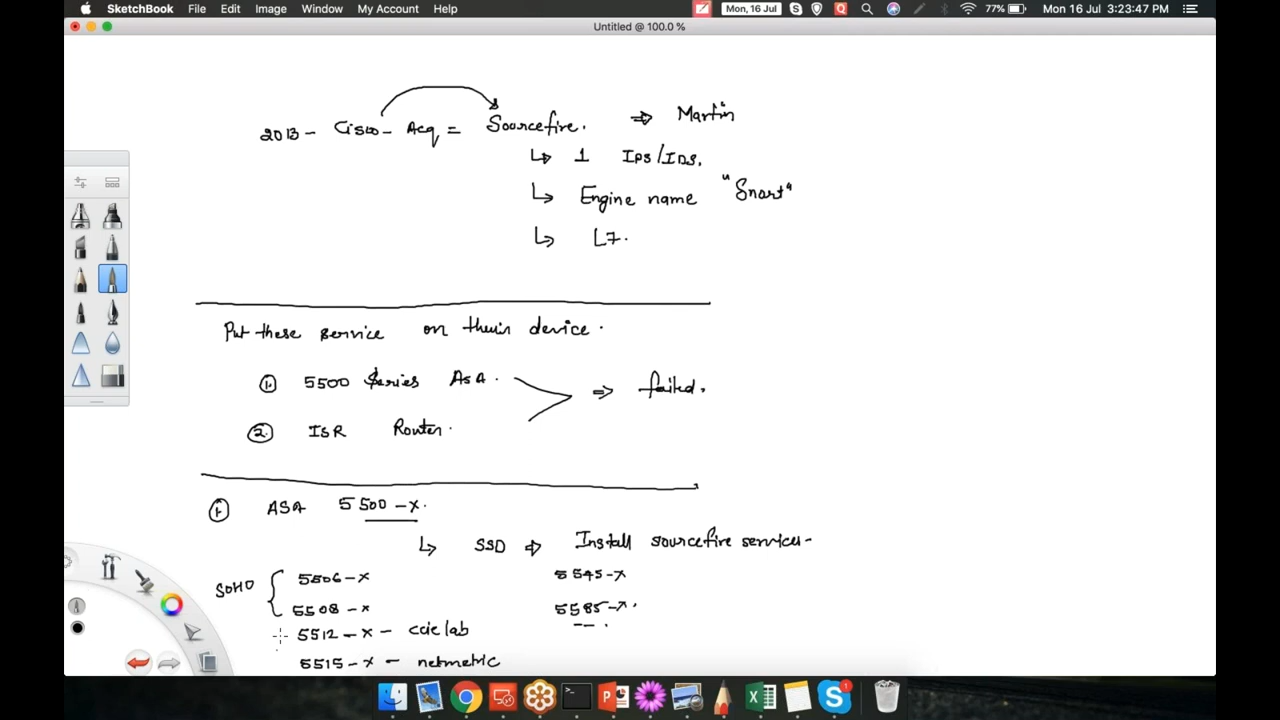 SketchBook File Edit Image Window My Account Help Mon, 16 Jul 77% Mon 16 Jul 3:23:47 PM
Untitled @ 100.0 %
2013 - Cisco - Acq = Sourcefire. ⇒ Martin
↳ 1 IPS/IDS.
↳ Engine name "Snort"
↳ L7.
Put these service on their device.
① 5500 Series ASA.
⇒ failed.
② ISR Router.
① ASA 5500-X.
↳ SSD ⇒ Install sourcefire services-
SOHO { 5506-X 5545-X
5508-X 5585-X.
5512-X - ccie lab
5515-X - netmetric